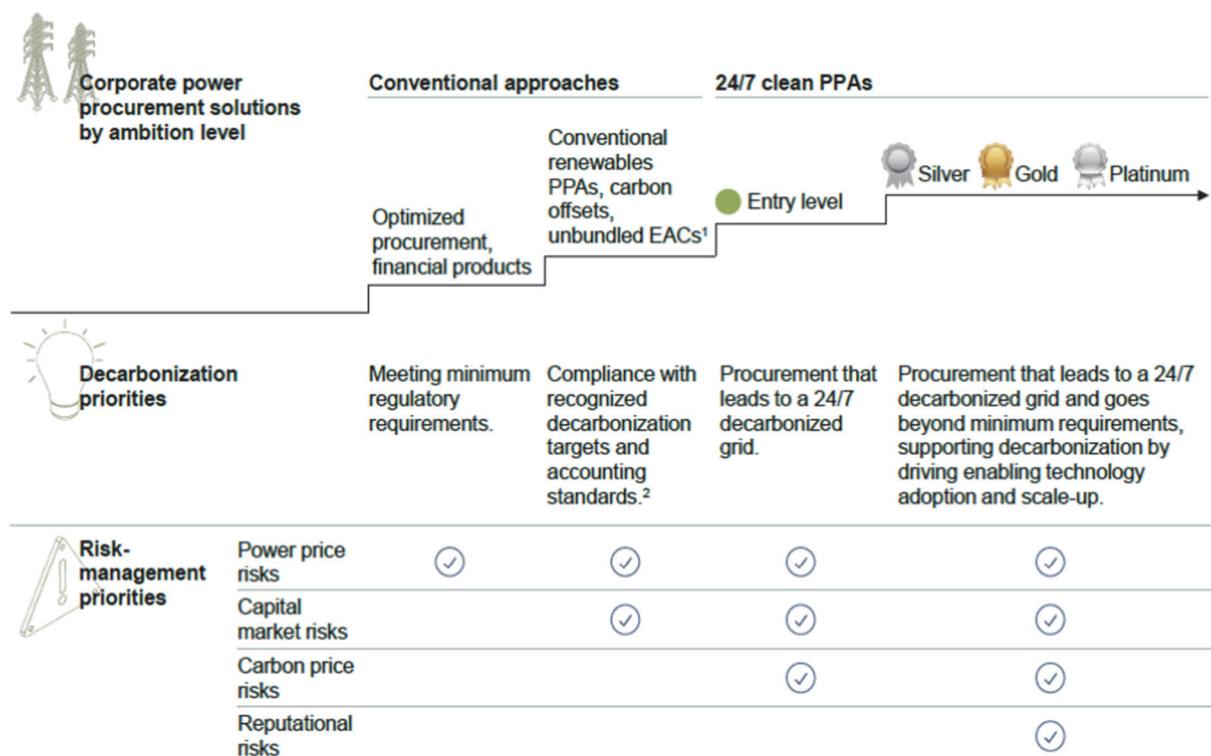 Corporate power
procurement solutions
by ambition level
Conventional approaches
24/7 clean PPAs
Optimized
procurement,
financial products
Conventional
renewables
PPAs, carbon
offsets,
unbundled EACs¹
Entry level
Silver
Gold
Platinum
Decarbonization
priorities
Meeting minimum
regulatory
requirements.
Compliance with
recognized
decarbonization
targets and
accounting
standards.²
Procurement that
leads to a 24/7
decarbonized
grid.
Procurement that leads to a 24/7
decarbonized grid and goes
beyond minimum requirements,
supporting decarbonization by
driving enabling technology
adoption and scale-up.
Risk-
management
priorities
Power price
risks
Capital
market risks
Carbon price
risks
Reputational
risks